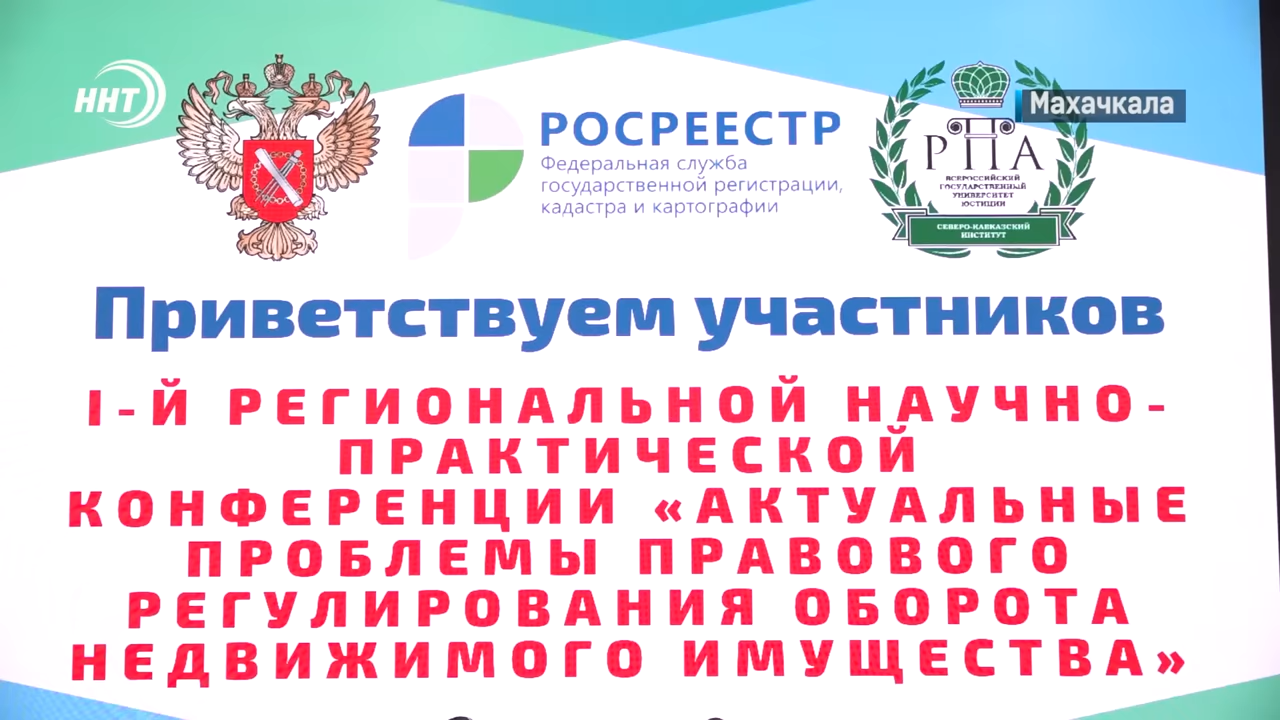 ННТ
РОСРЕЕСТР
Федеральная служба
государственной регистрации,
кадастра и картографии
Махачкала
РПА
ВСЕРОССИЙСКИЙ
ГОСУДАРСТВЕННЫЙ
УНИВЕРСИТЕТ
ЮСТИЦИИ
СЕВЕРО-КАВКАЗСКИЙ
ИНСТИТУТ
Приветствуем участников
I-Й РЕГИОНАЛЬНОЙ НАУЧНО-
ПРАКТИЧЕСКОЙ
КОНФЕРЕНЦИИ «АКТУАЛЬНЫЕ
ПРОБЛЕМЫ ПРАВОВОГО
РЕГУЛИРОВАНИЯ ОБОРОТА
НЕДВИЖИМОГО ИМУЩЕСТВА»